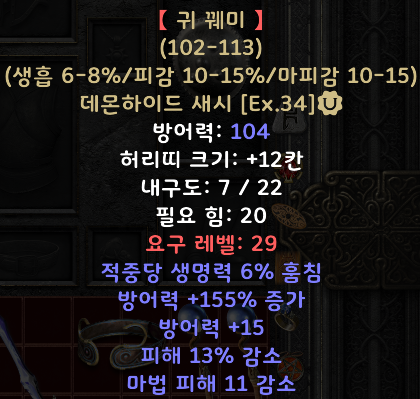 【 귀 꿰미 】
(102-113)
(생흡 6-8%/피감 10-15%/마피감 10-15)
데몬하이드 새시 [Ex.34]
방어력: 104
허리띠 크기: +12칸
내구도: 7 / 22
필요 힘: 20
요구 레벨: 29
적중당 생명력 6% 훔침
방어력 +155% 증가
방어력 +15
피해 13% 감소
마법 피해 11 감소